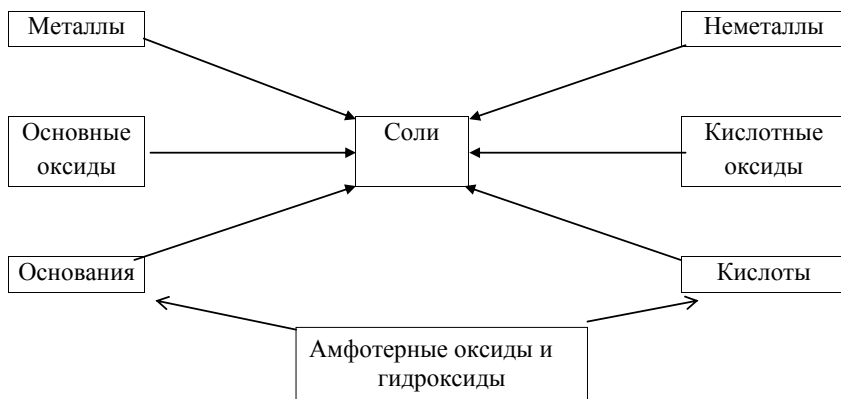 Металлы
Неметаллы
Основные
оксиды
Соли
Кислотные
оксиды
Основания
Кислоты
Амфотерные оксиды и
гидроксиды